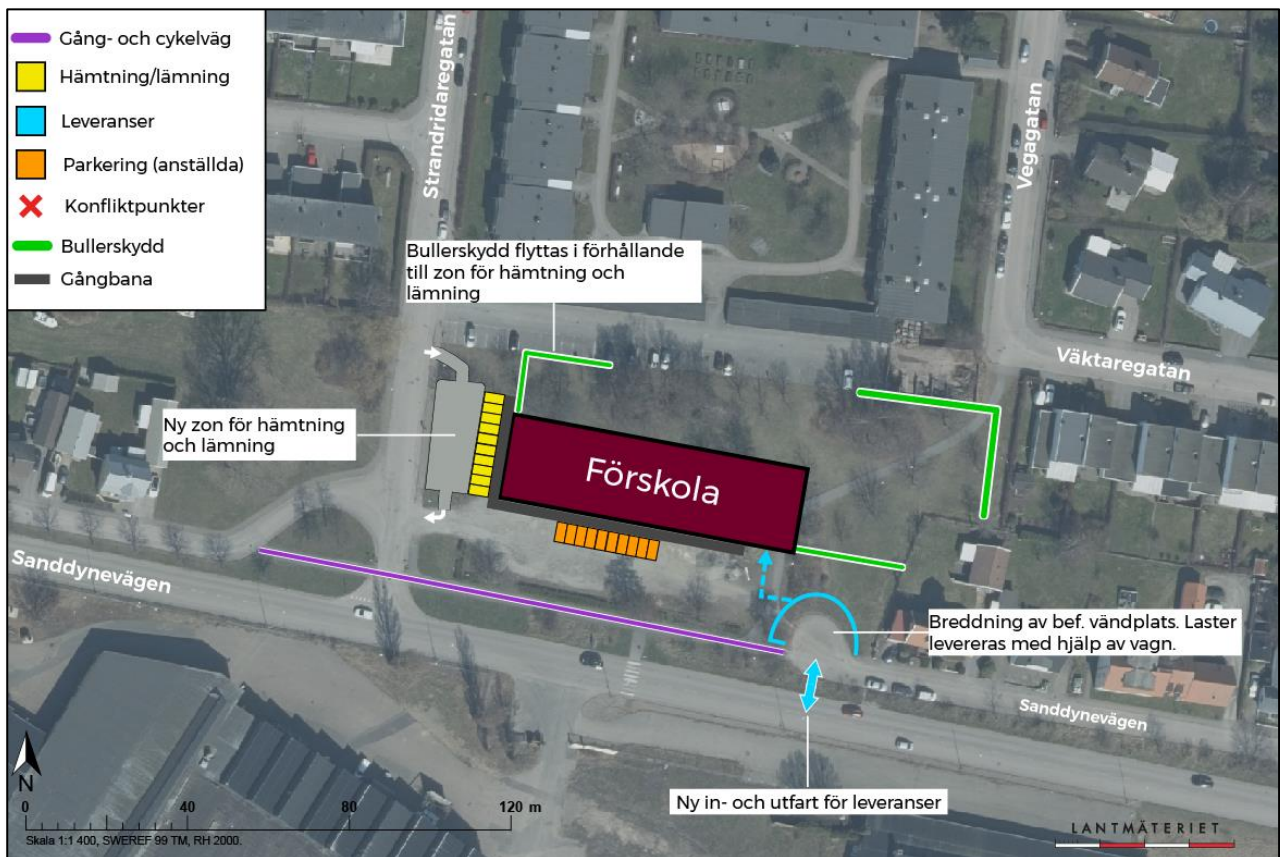 Gång- och cykelväg
Hämtning/lämning
Leveranser
Parkering (anställda)
Konfliktpunkter
Bullerskydd
Gångbana
Strandridaregatan
Vegagatan
Bullerskydd flyttas i förhållande
till zon för hämtning och
lämning
Väktaregatan
Ny zon för hämtning
och lämning
Förskola
Sanddynevägen
Breddning av bef. vändplats. Laster
levereras med hjälp av vagn.
Sanddynevägen
Ny in- och utfart för leveranser
N
0 40 80 120 m
Skala 1:1 400, SWEREF 99 TM, RH 2000.
LANTMÄTERIET